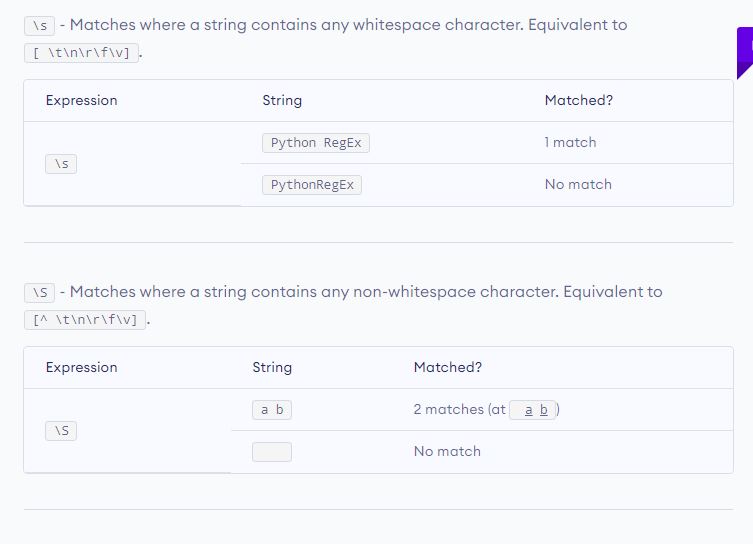 \s - Matches where a string contains any whitespace character. Equivalent to
[ \t\n\r\f\v].
Expression String Matched?
\s
Python RegEx 1 match
PythonRegEx No match
\S - Matches where a string contains any non-whitespace character. Equivalent to
[^ \t\n\r\f\v].
Expression String Matched?
\S
a b 2 matches (at  a b)
No match